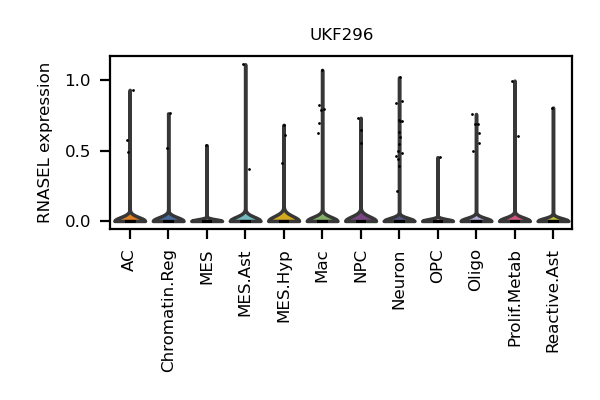 UKF296
RNASEL expression
1.0
0.5
0.0
AC
Chromatin.Reg
MES
MES.Ast
MES.Hyp
Mac
NPC
Neuron
OPC
Oligo
Prolif.Metab
Reactive.Ast